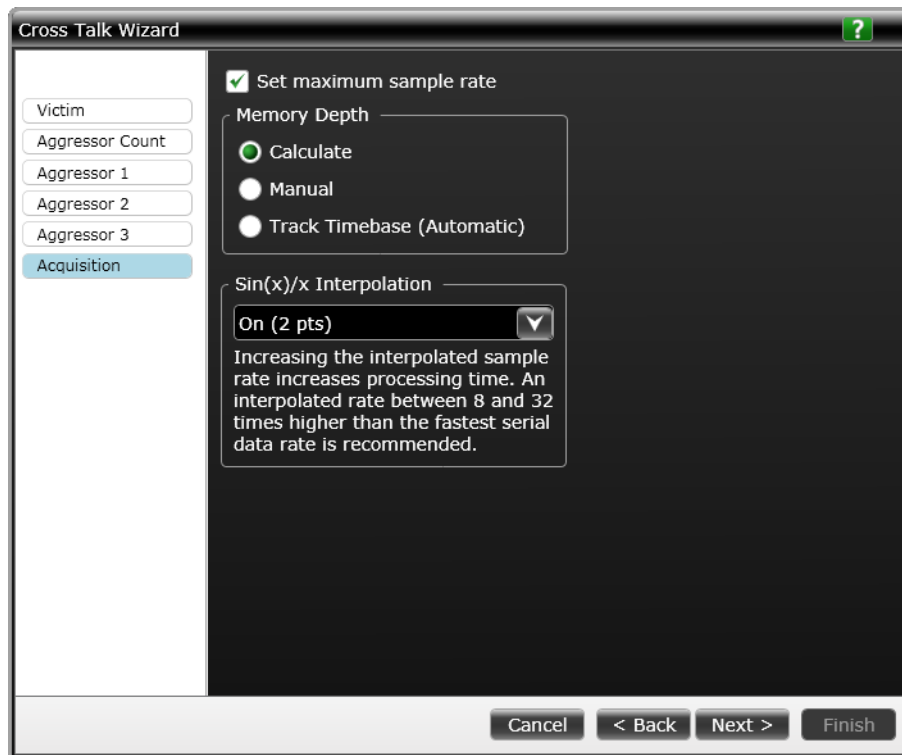 Cross Talk Wizard
?
Victim
Aggressor Count
Aggressor 1
Aggressor 2
Aggressor 3
Acquisition
Set maximum sample rate
Memory Depth
Calculate
Manual
Track Timebase (Automatic)
Sin(x)/x Interpolation
On (2 pts)
Increasing the interpolated sample
rate increases processing time. An
interpolated rate between 8 and 32
times higher than the fastest serial
data rate is recommended.
Cancel
< Back
Next >
Finish